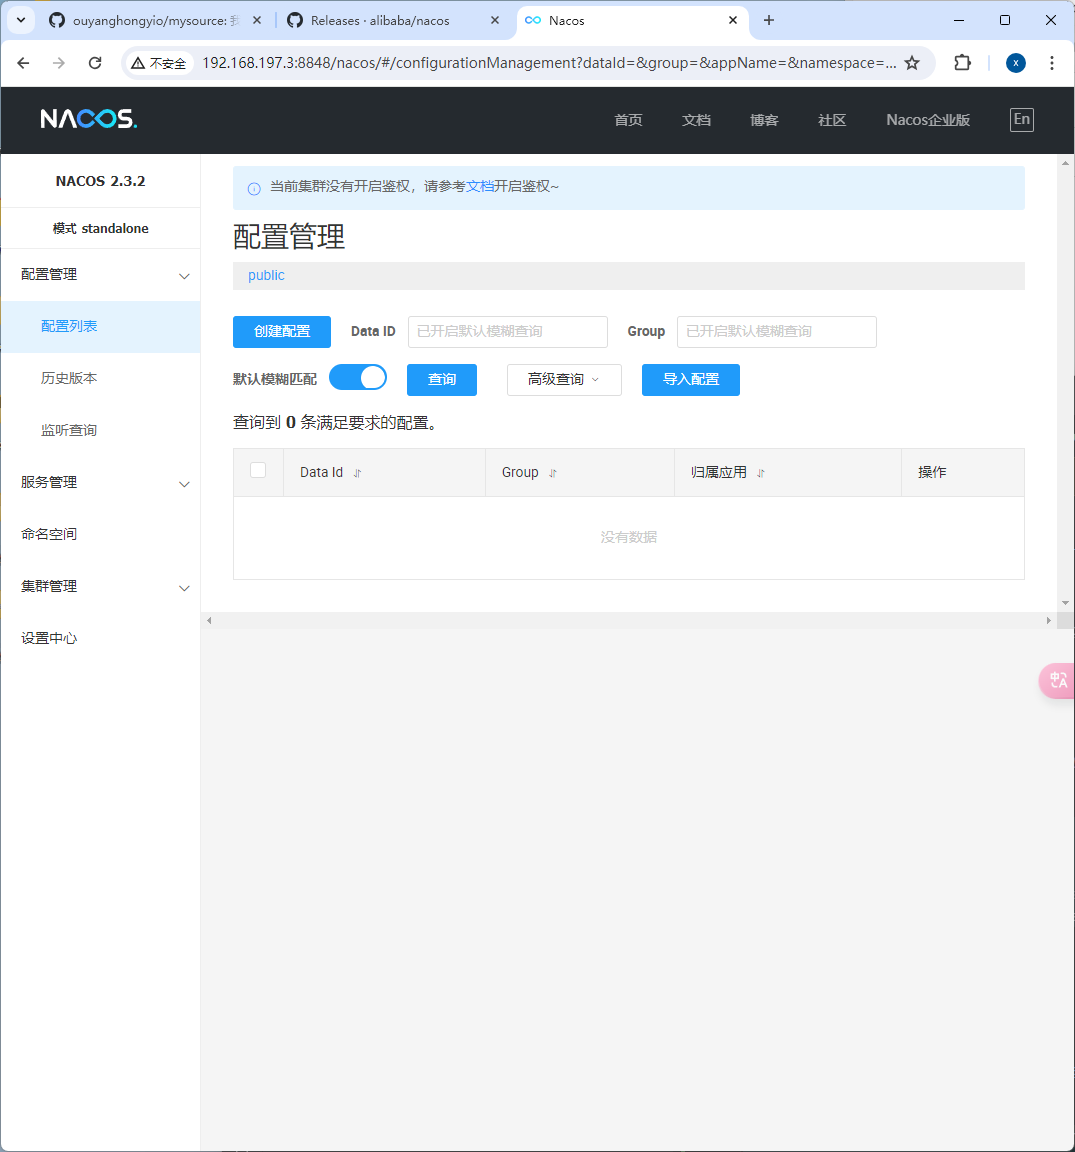 ouyanghongyio/mysource: 我
Releases · alibaba/nacos
Nacos
不安全
192.168.197.3:8848/nacos/#/configurationManagement?dataId=&group=&appName=&namespace=...
x
NACOS.
首页
文档
博客
社区
Nacos企业版
En
NACOS 2.3.2
模式 standalone
配置管理
配置列表
历史版本
监听查询
服务管理
命名空间
集群管理
设置中心
当前集群没有开启鉴权，请参考文档开启鉴权~
配置管理
public
创建配置 Data ID 已开启默认模糊查询 Group 已开启默认模糊查询
默认模糊匹配 查询 高级查询 导入配置
查询到 0 条满足要求的配置。
Data Id Group 归属应用 操作
没有数据
中A